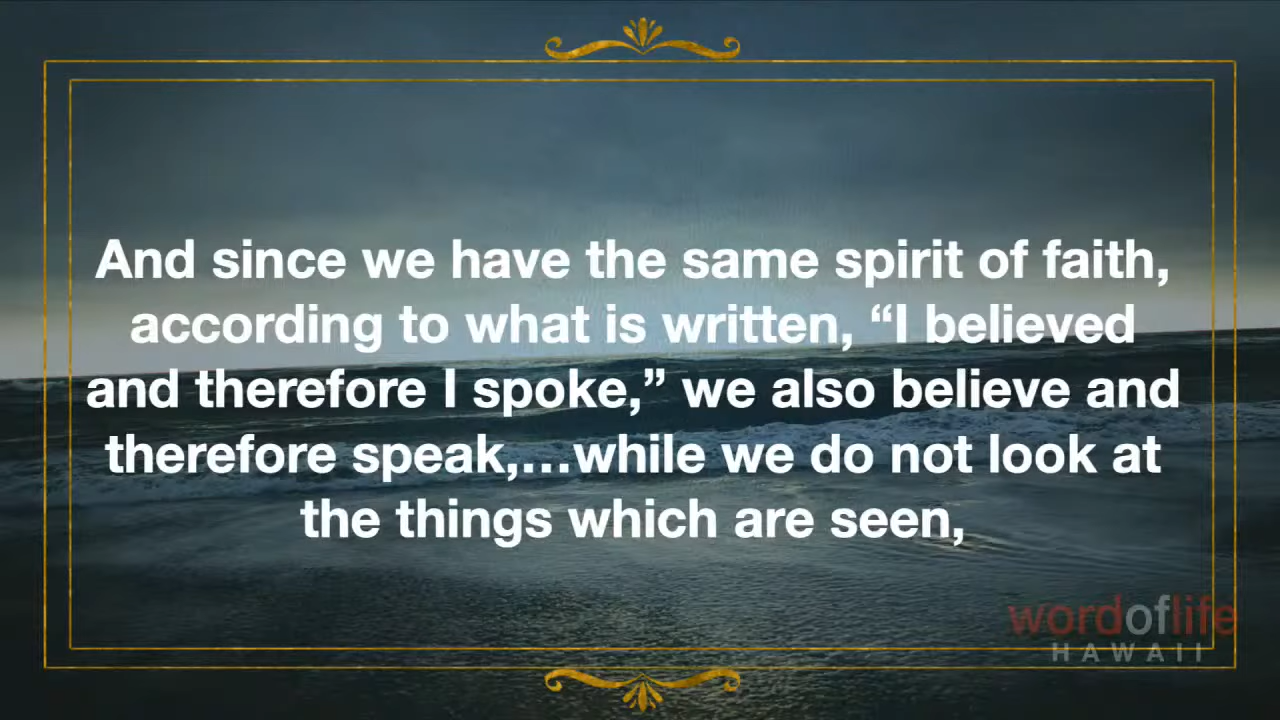 And since we have the same spirit of faith,
according to what is written, “I believed
and therefore I spoke,” we also believe and
therefore speak,…while we do not look at
the things which are seen,
wordoflife
HAWAII